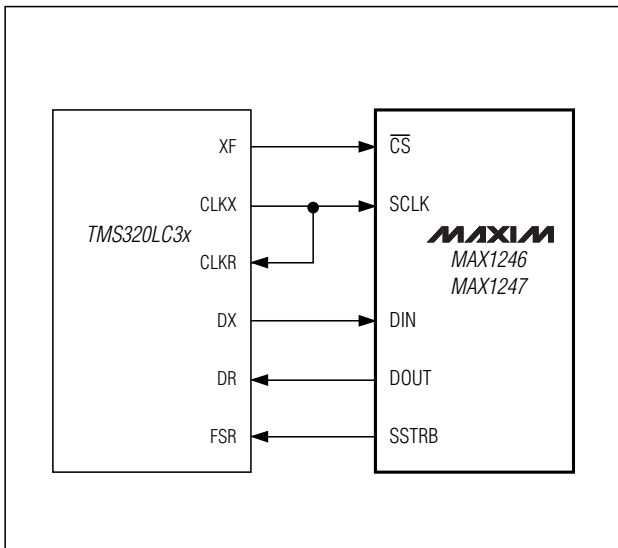 XF
CS
CLKX
SCLK
TMS320LC3x
MAXIM
MAX1246
MAX1247
CLKR
DX
DIN
DR
DOUT
FSR
SSTRB